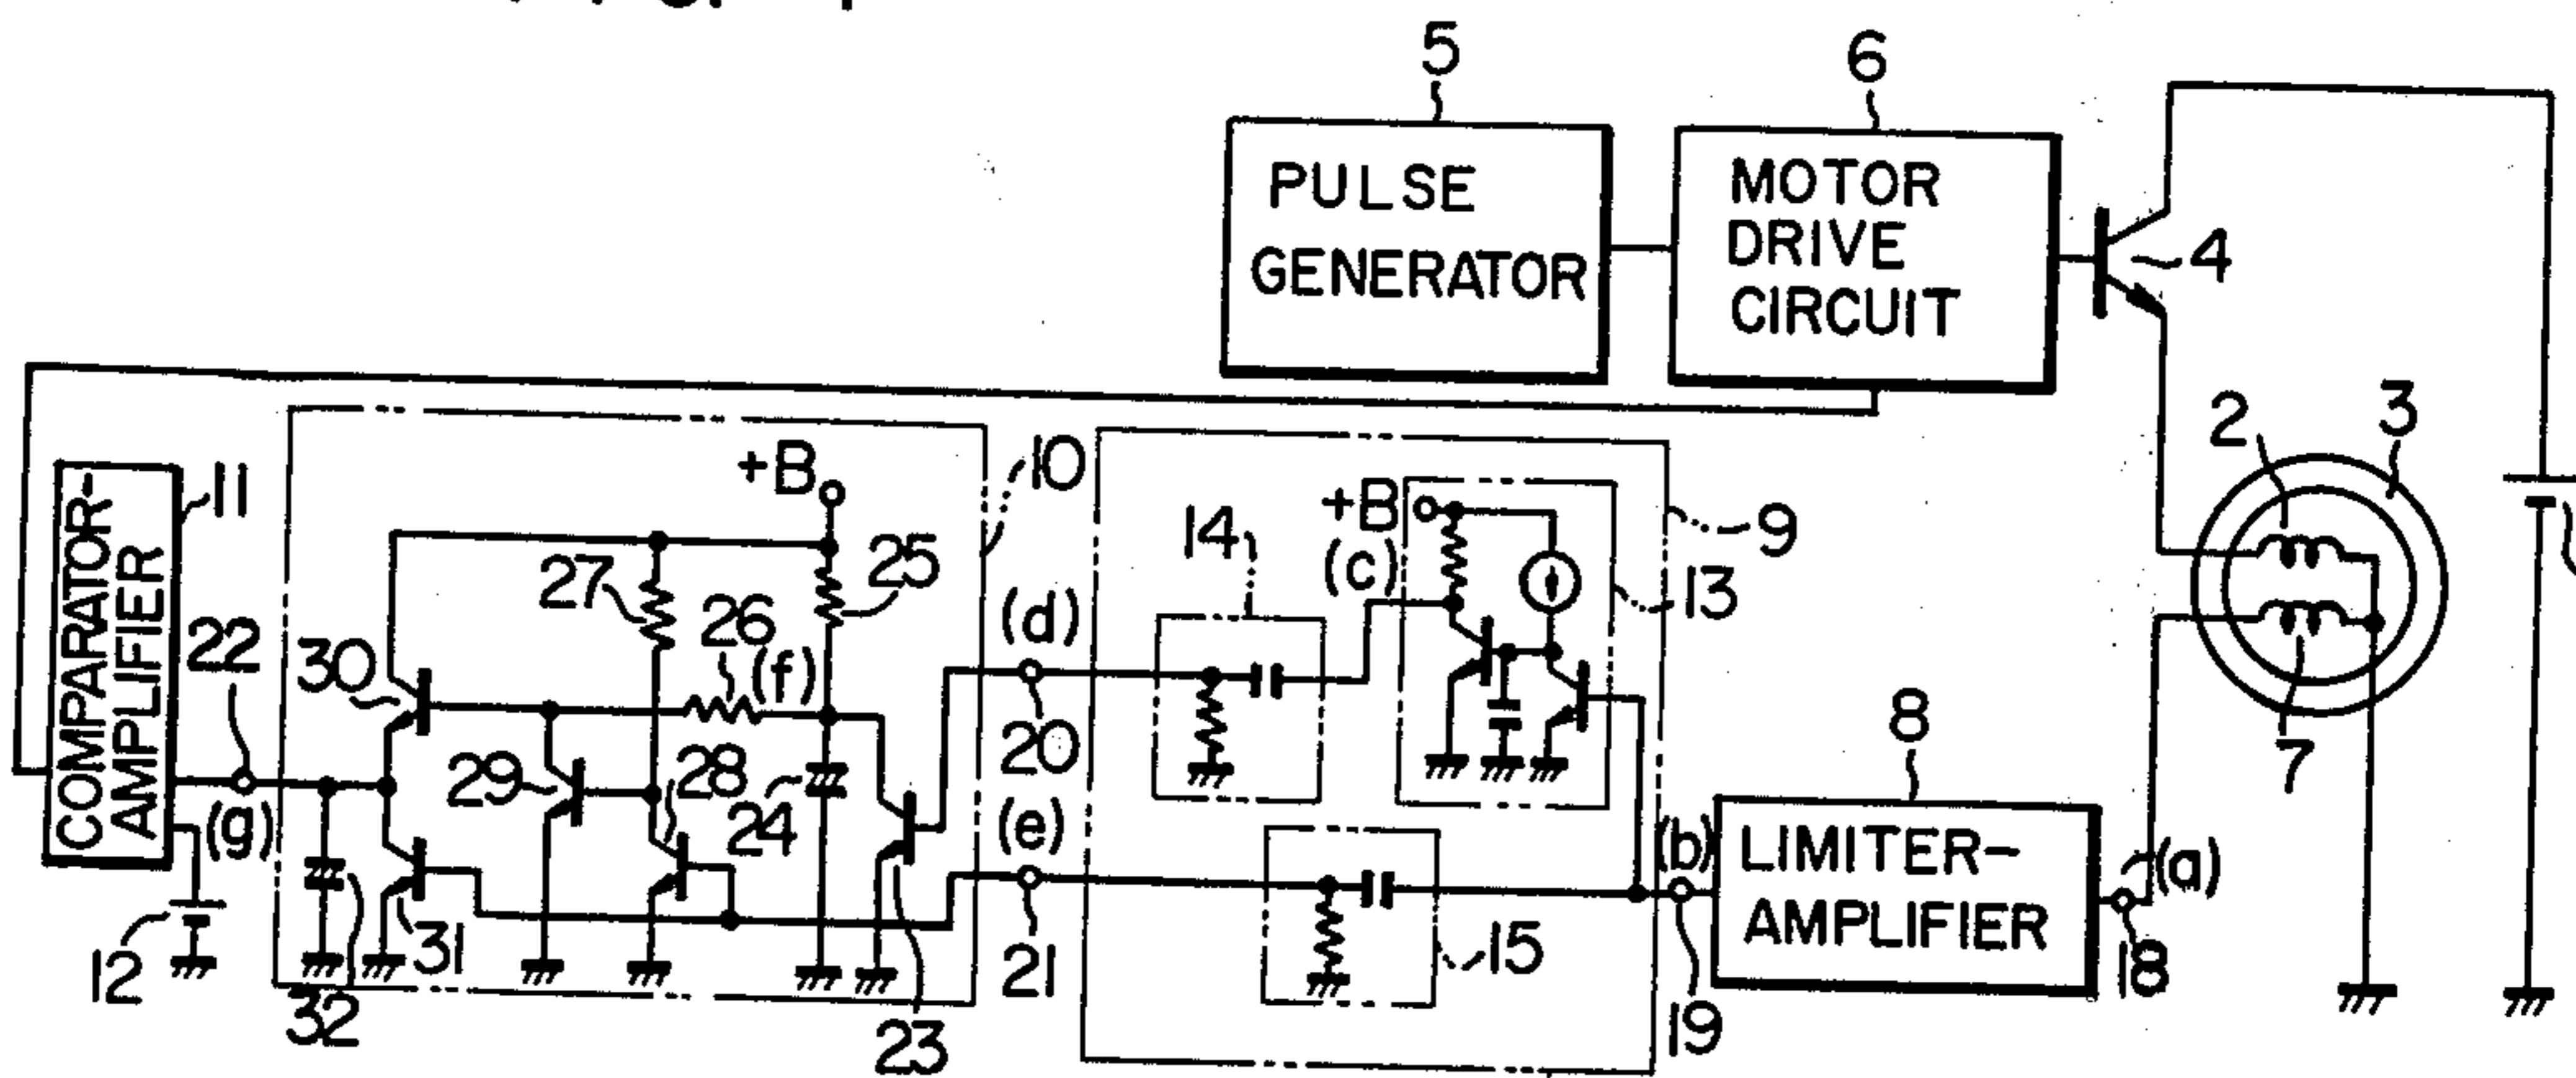 5
6
PULSE
GENERATOR
MOTOR
DRIVE
CIRCUIT
4
2
3
7
COMPARATOR-
AMPLIFIER
11
22
(g)
12
+B
10
25
27
26
(f)
30
29
28
24
31
32
23
(d)
20
(e)
21
14
+B
(c)
9
13
15
(b)
19
8
LIMITER-
AMPLIFIER
(a)
18